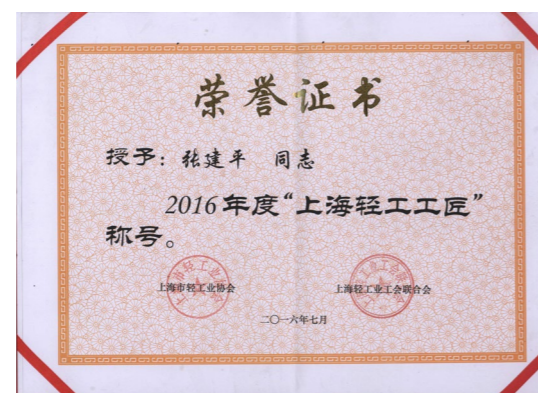 荣誉证书
授予：张建平 同志
2016年度“上海轻工工匠”
称号。
上海市轻工业协会 上海轻工业工会联合会
二〇一六年七月